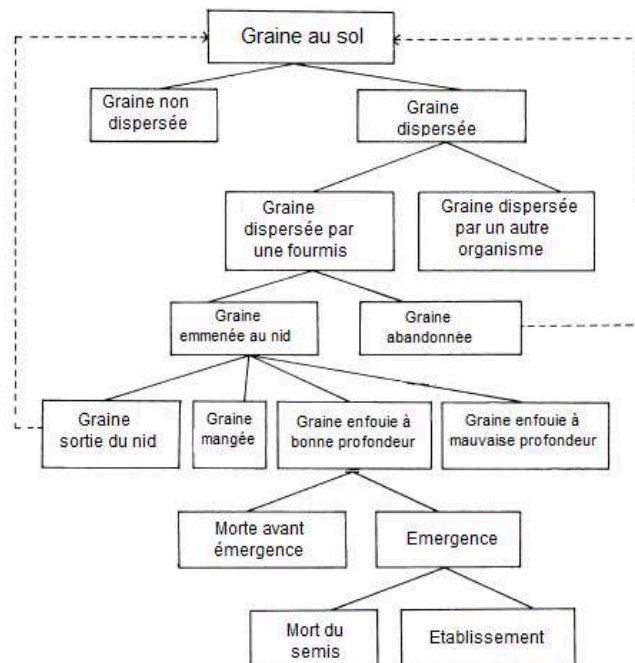 Graine au sol
Graine non
dispersée
Graine
dispersée
Graine
dispersée par
une fourmis
Graine dispersée
par un autre
organisme
Graine
emmenée au nid
Graine
abandonnée
Graine
sortie du nid
Graine
mangée
Graine enfouie à
bonne profondeur
Graine enfouie à
mauvaise profondeur
Morte avant
émergence
Emergence
Mort du
semis
Etablissement